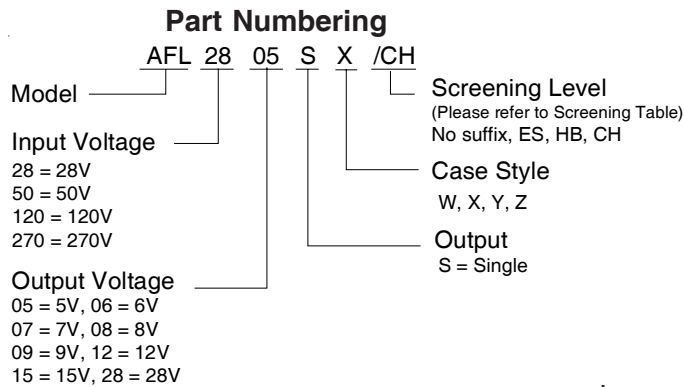 Part Numbering
AFL 28 05 S X /CH
Model
Input Voltage
28 = 28V
50 = 50V
120 = 120V
270 = 270V
Output Voltage
05 = 5V, 06 = 6V
07 = 7V, 08 = 8V
09 = 9V, 12 = 12V
15 = 15V, 28 = 28V
Screening Level
(Please refer to Screening Table)
No suffix, ES, HB, CH
Case Style
W, X, Y, Z
Output
S = Single